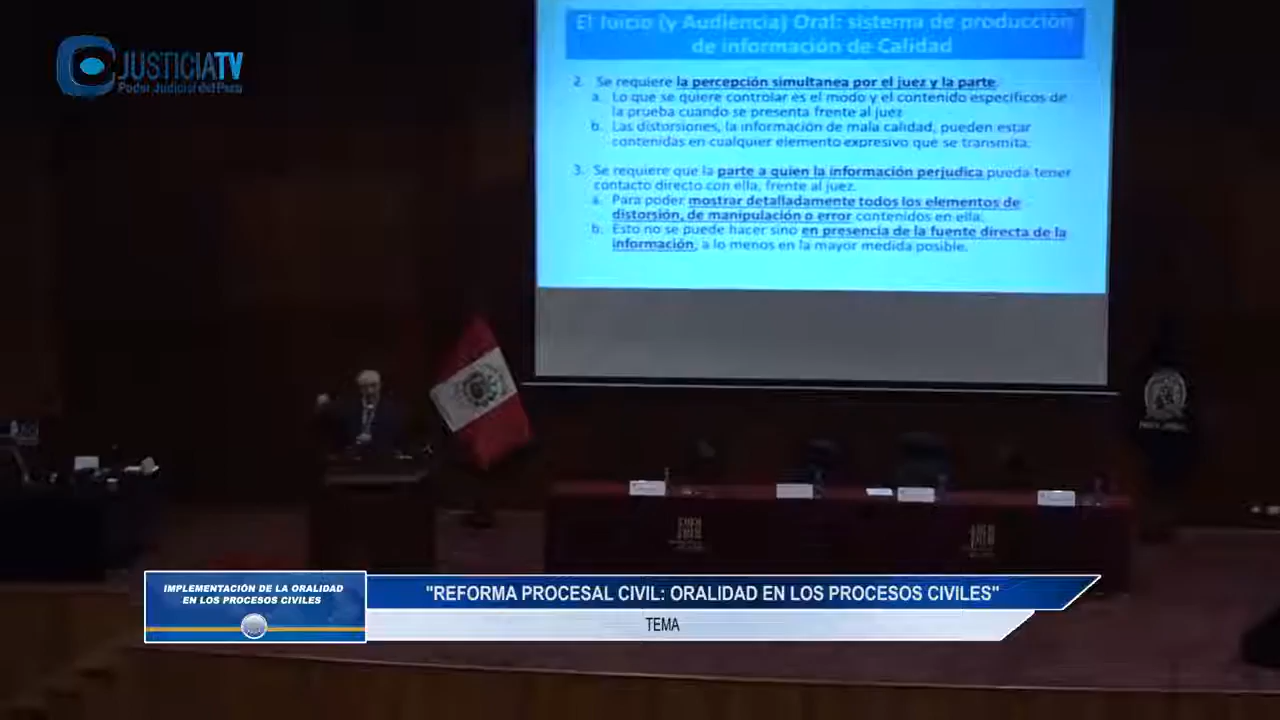 El Juicio (y Audiencia) Oral: sistema de producción
de información de Calidad
JUSTICIATV
Poder Judicial del Perú
2. Se requiere la percepción simultanea por el juez y la parte.
a. Lo que se quiere controlar es el modo y el contenido específicos de
la prueba cuando se presenta frente al juez
b. Las distorsiones, la información de mala calidad, pueden estar
contenidas en cualquier elemento expresivo que se transmita.
3. Se requiere que la parte a quien la información perjudica pueda tener
contacto directo con ella, frente al juez.
a. Para poder mostrar detalladamente todos los elementos de
distorsión, de manipulación o error contenidos en ella.
b. Esto no se puede hacer sino en presencia de la fuente directa de la
información, a lo menos en la mayor medida posible.
IMPLEMENTACIÓN DE LA ORALIDAD
EN LOS PROCESOS CIVILES
"REFORMA PROCESAL CIVIL: ORALIDAD EN LOS PROCESOS CIVILES"
TEMA